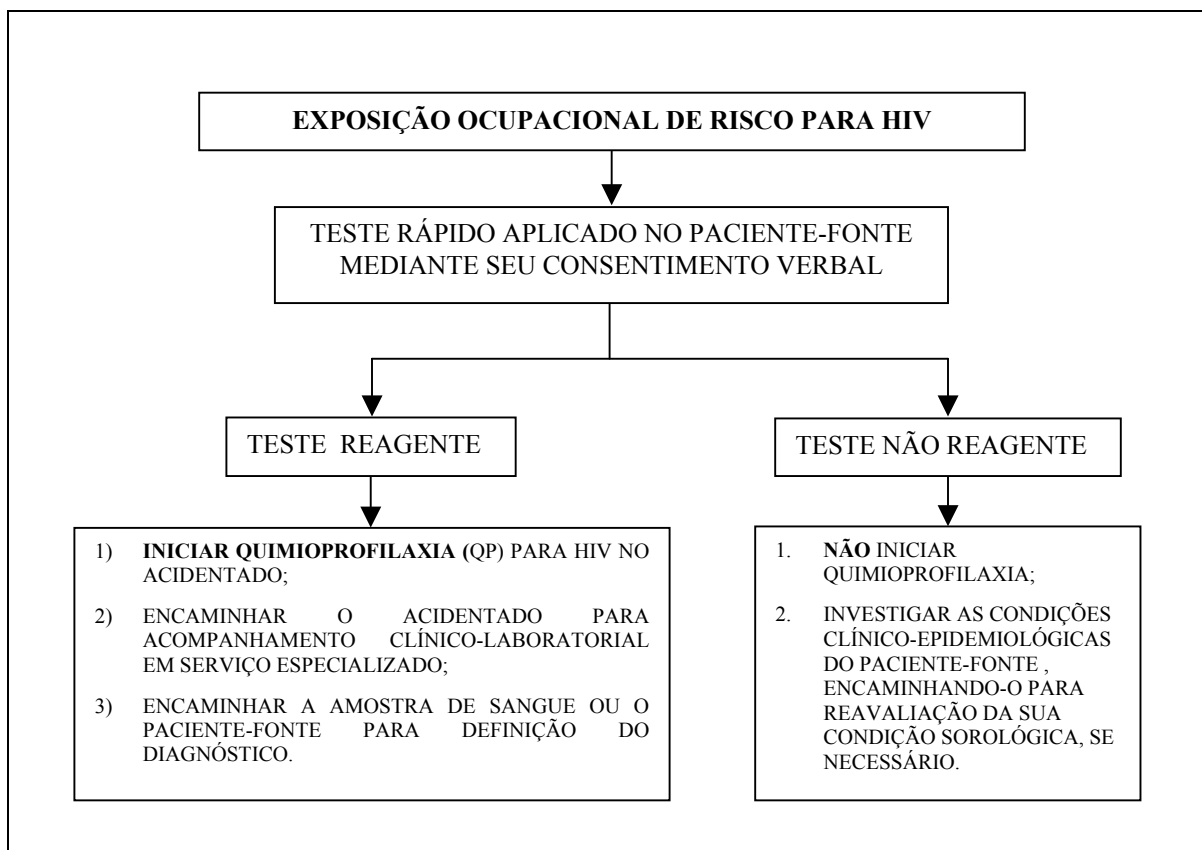 EXPOSIÇÃO OCUPACIONAL DE RISCO PARA HIV
TESTE RÁPIDO APLICADO NO PACIENTE-FONTE
MEDIANTE SEU CONSENTIMENTO VERBAL
TESTE REAGENTE
1) INICIAR QUIMIOPROFILAXIA (QP) PARA HIV NO
ACIDENTADO;
2) ENCAMINHAR O ACIDENTADO PARA
ACOMPANHAMENTO CLÍNICO-LABORATORIAL
EM SERVIÇO ESPECIALIZADO;
3) ENCAMINHAR A AMOSTRA DE SANGUE OU O
PACIENTE-FONTE PARA DEFINIÇÃO DO
DIAGNÓSTICO.
TESTE NÃO REAGENTE
1. NÃO INICIAR
QUIMIOPROFILAXIA;
2. INVESTIGAR AS CONDIÇÕES
CLÍNICO-EPIDEMIOLÓGICAS
DO PACIENTE-FONTE ,
ENCAMINHANDO-O PARA
REAVALIAÇÃO DA SUA
CONDIÇÃO SOROLÓGICA, SE
NECESSÁRIO.